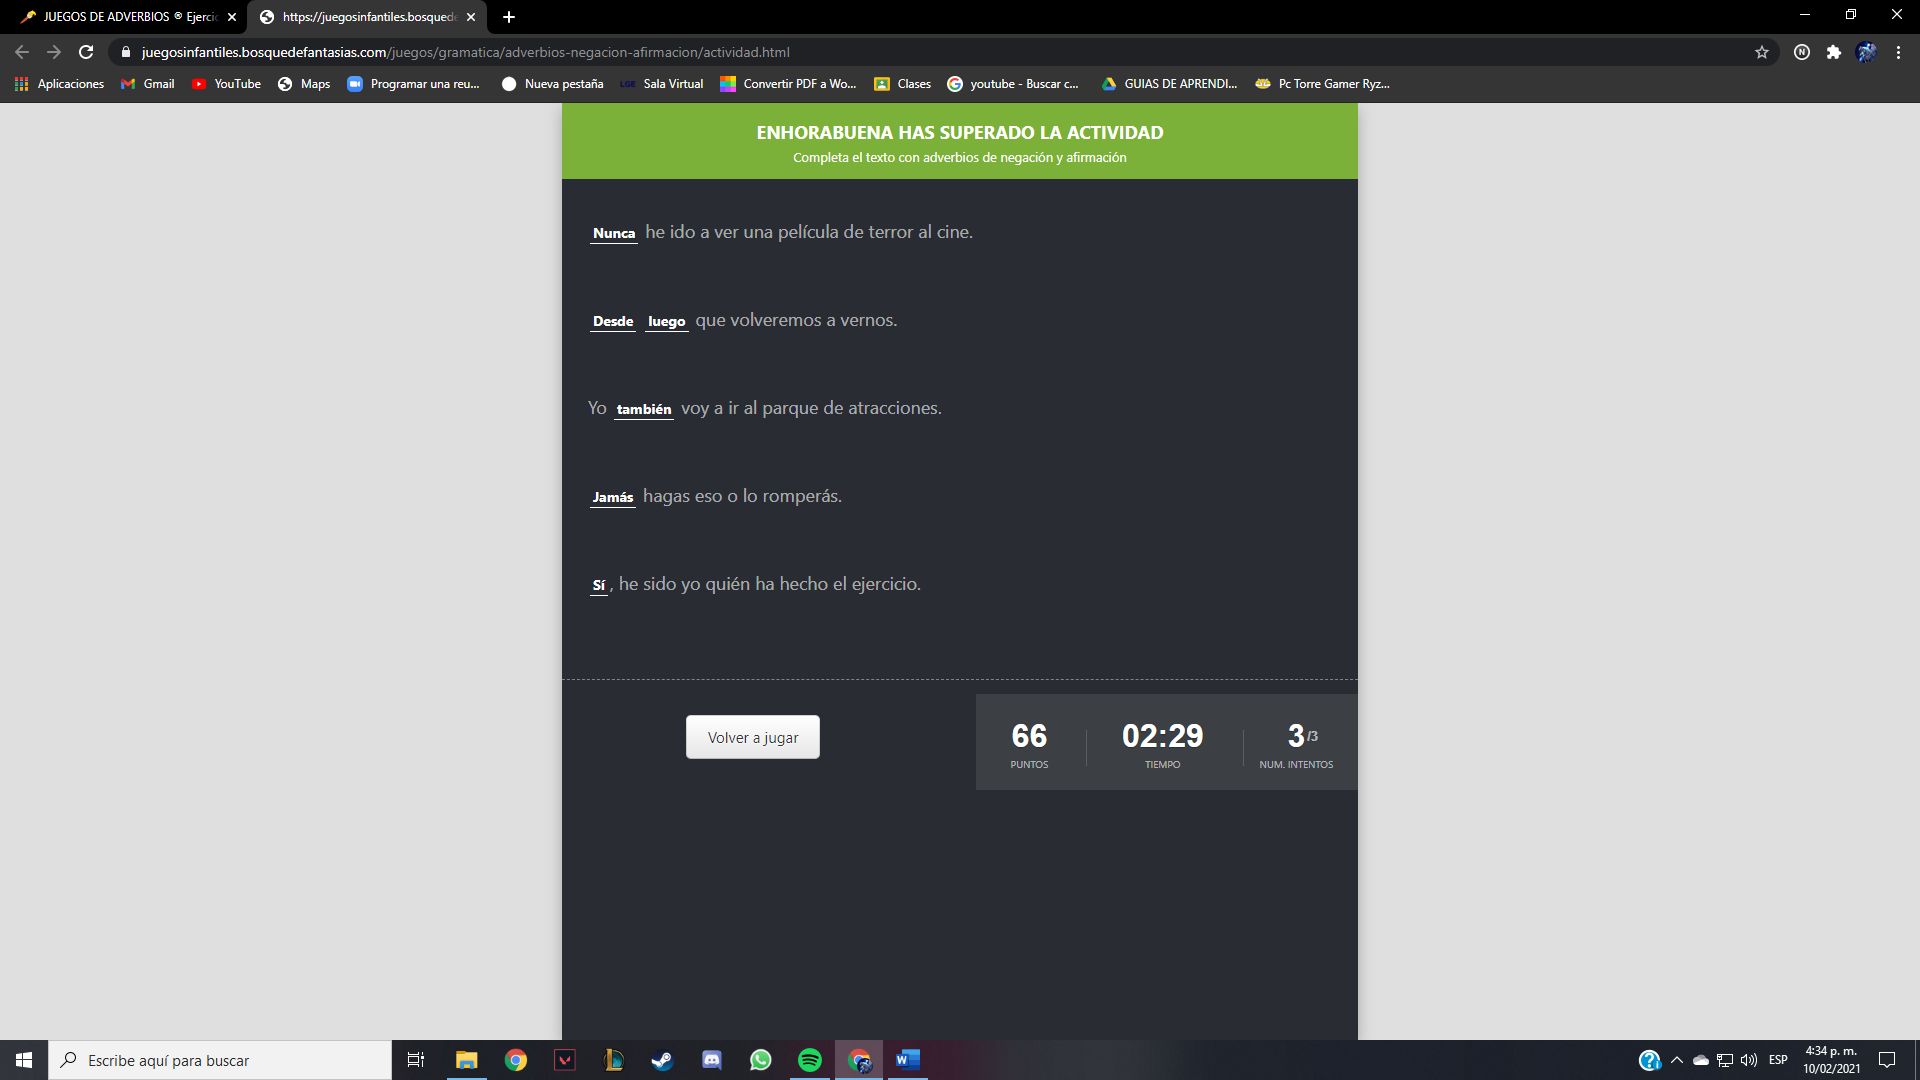 JUEGOS DE ADVERBIOS ® Ejercic
https://juegosinfantiles.bosquede
juegosinfantiles.bosquedefantasias.com/juegos/gramatica/adverbios-negacion-afirmacion/actividad.html
Aplicaciones Gmail YouTube Maps Programar una reu... Nueva pestaña LGE Sala Virtual Convertir PDF a Wo... Clases youtube - Buscar c... GUIAS DE APRENDI... Pc Torre Gamer Ryz...
ENHORABUENA HAS SUPERADO LA ACTIVIDAD
Completa el texto con adverbios de negación y afirmación
Nunca he ido a ver una película de terror al cine.
Desde luego que volveremos a vernos.
Yo también voy a ir al parque de atracciones.
Jamás hagas eso o lo romperás.
Sí, he sido yo quién ha hecho el ejercicio.
Volver a jugar
66 02:29 3/3
PUNTOS TIEMPO NUM. INTENTOS
Escribe aquí para buscar
ESP
4:34 p. m.
10/02/2021